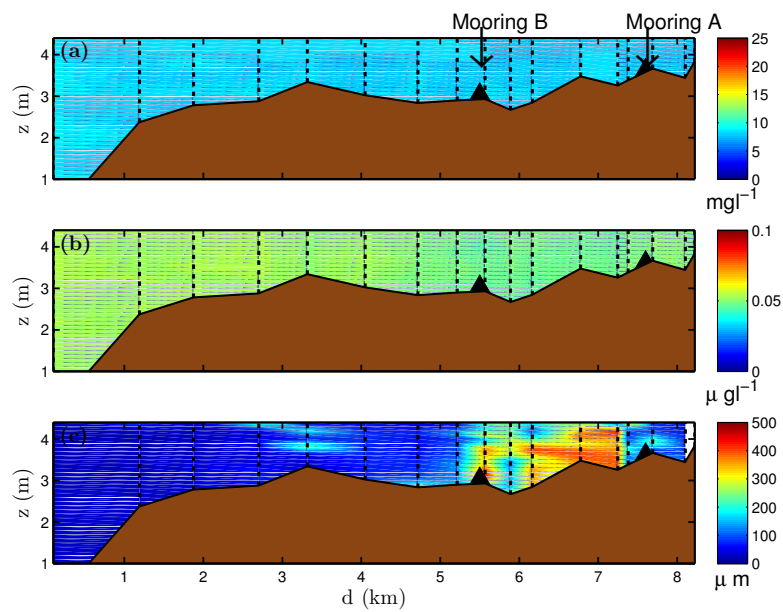 Mooring B Mooring A
(a)
z (m)
4
3
2
1
25
20
15
10
5
0
mgl⁻¹
(b)
z (m)
4
3
2
1
0.1
0.05
0
μ gl⁻¹
(c)
z (m)
4
3
2
1
500
400
300
200
100
0
μ m
1 2 3 4 5 6 7 8
d (km)